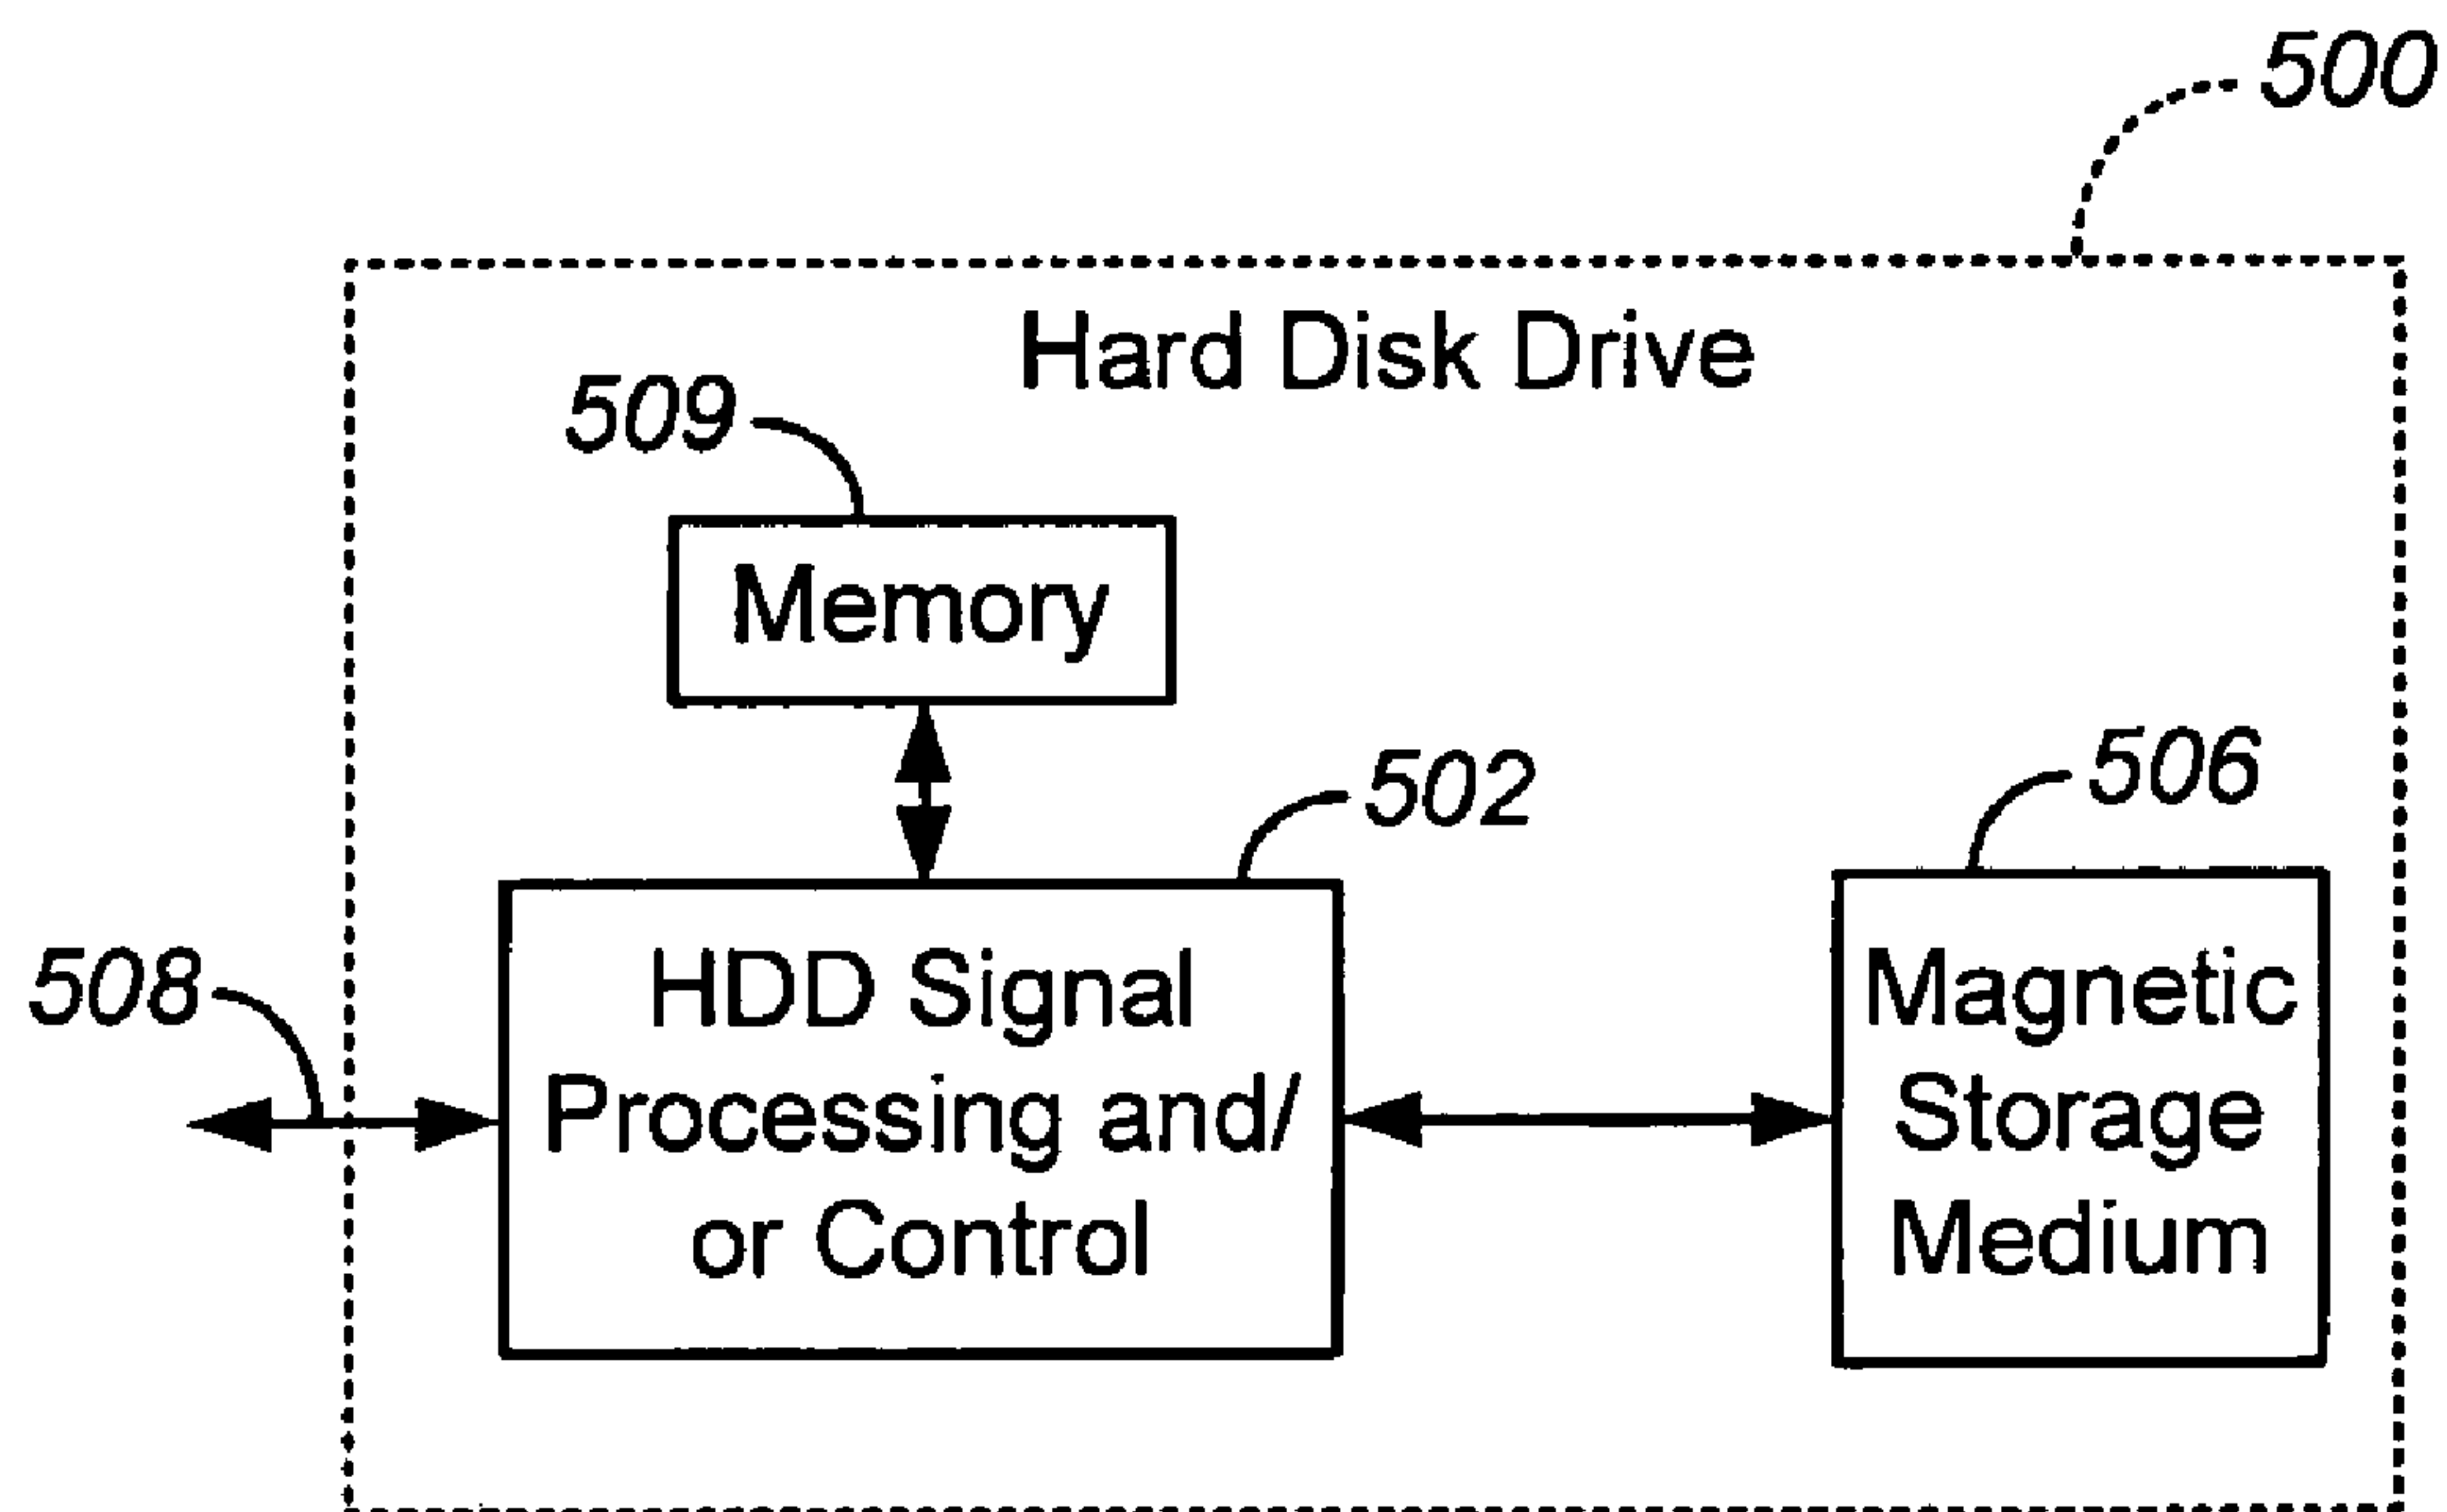 500
Hard Disk Drive
509
Memory
502
506
508
HDD Signal
Processing and/
or Control
Magnetic
Storage
Medium